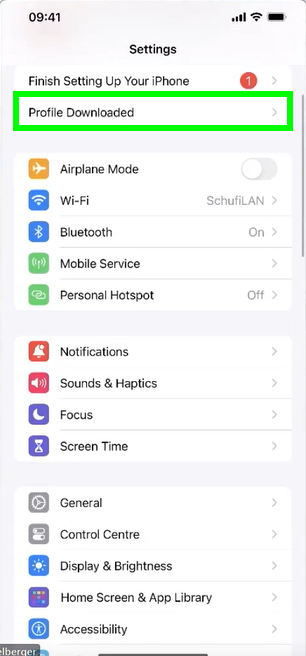 09:41
Settings
Finish Setting Up Your iPhone 1
Profile Downloaded
Airplane Mode
Wi-Fi SchufiLAN
Bluetooth On
Mobile Service
Personal Hotspot Off
Notifications
Sounds & Haptics
Focus
Screen Time
General
Control Centre
Display & Brightness
Home Screen & App Library
Accessibility
elberger